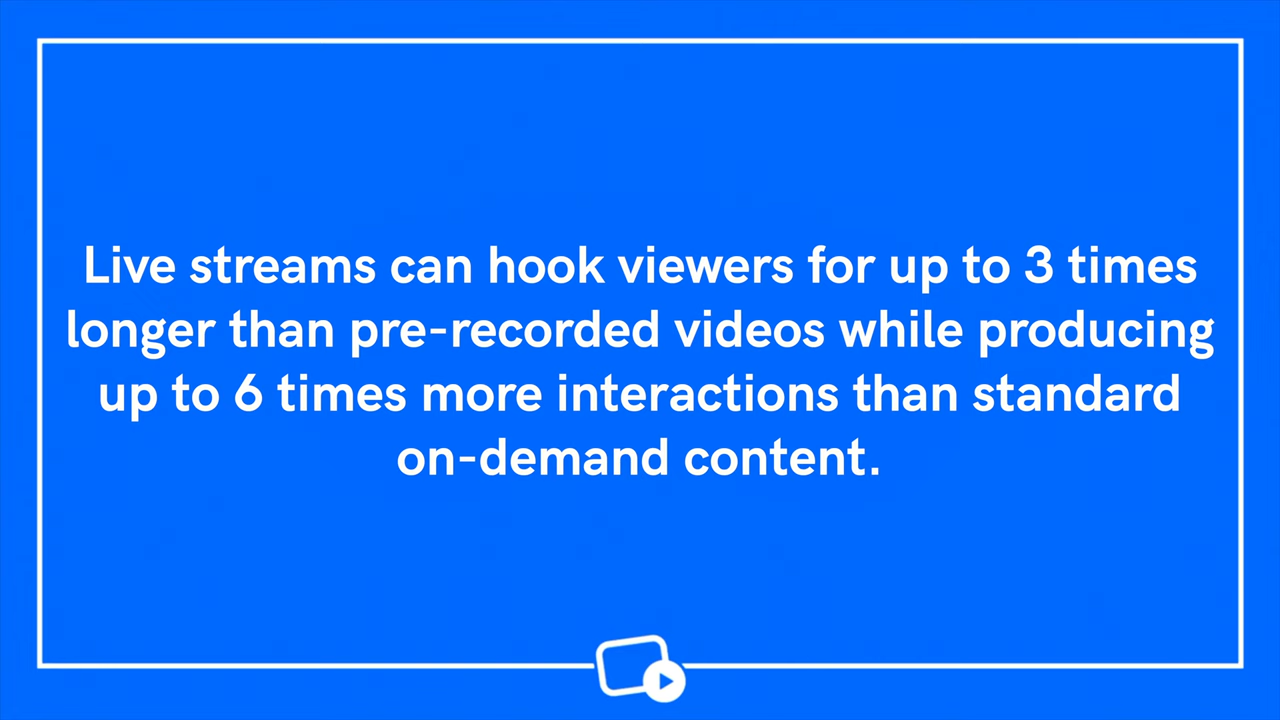 Live streams can hook viewers for up to 3 times
longer than pre-recorded videos while producing
up to 6 times more interactions than standard
on-demand content.